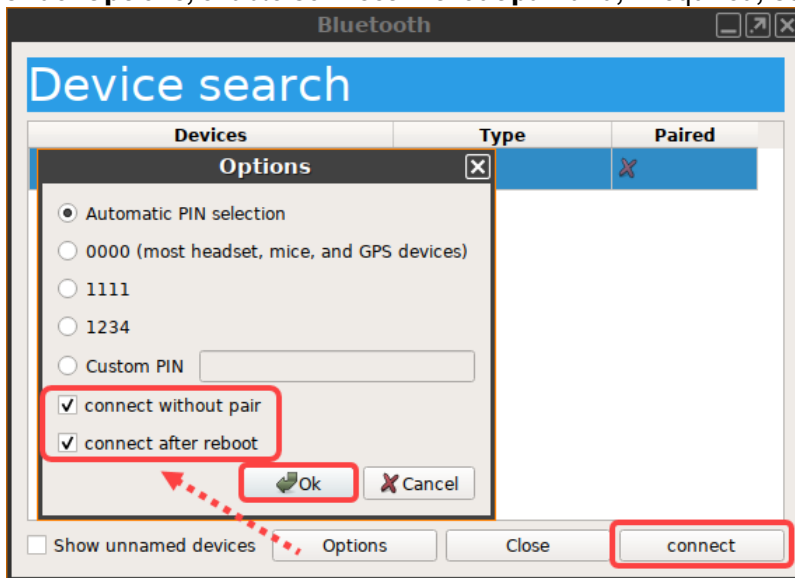 Bluetooth
Device search
Devices Type Paired
Options
Automatic PIN selection
0000 (most headset, mice, and GPS devices)
1111
1234
Custom PIN
connect without pair
connect after reboot
Ok Cancel
Show unnamed devices Options Close connect